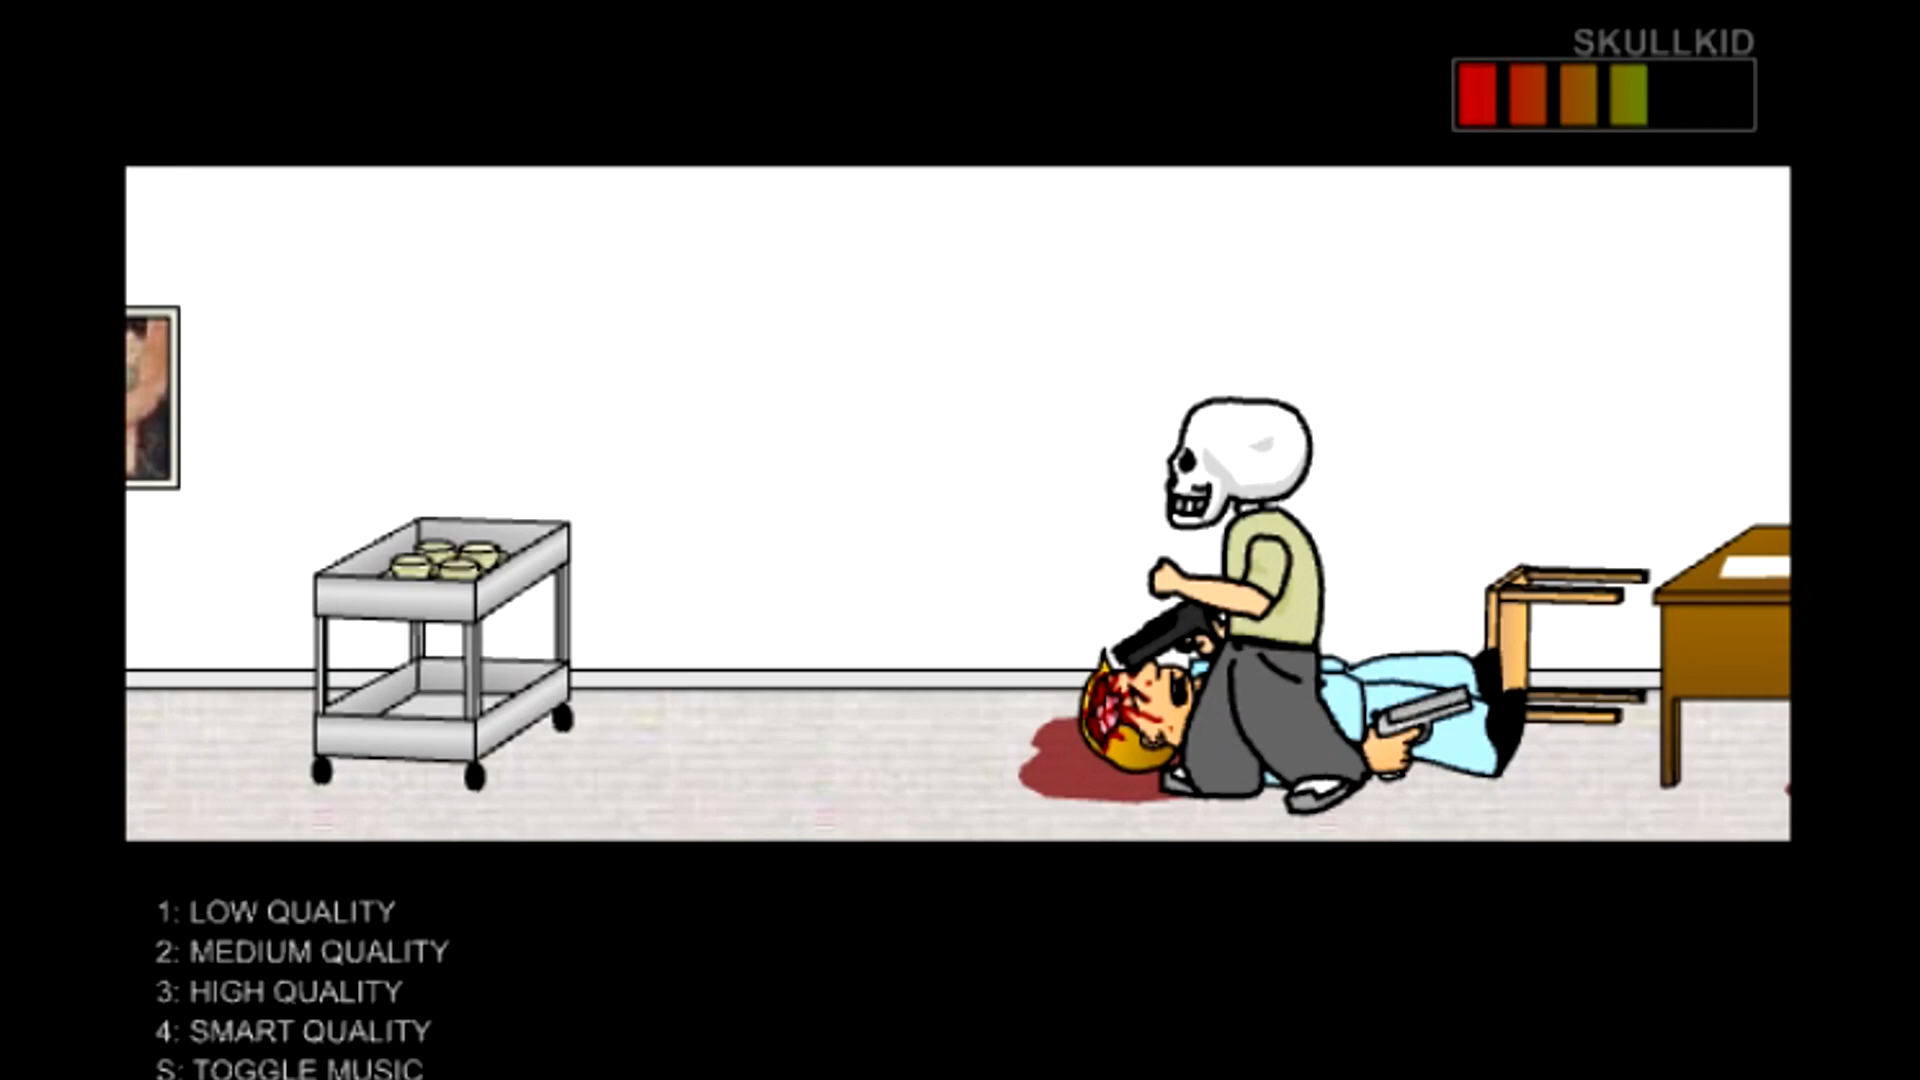 SKULLKID
1: LOW QUALITY
2: MEDIUM QUALITY
3: HIGH QUALITY
4: SMART QUALITY
S: TOGGLE MUSIC